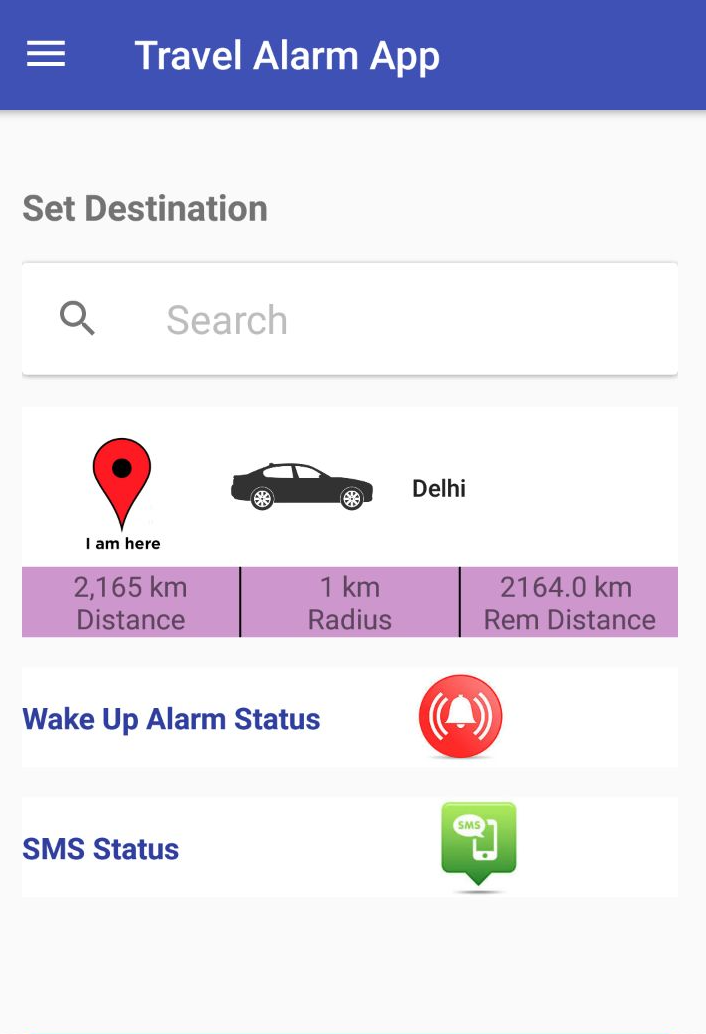 Travel Alarm App
Set Destination
Search
Delhi
I am here
2,165 km
Distance
1 km
Radius
2164.0 km
Rem Distance
Wake Up Alarm Status
SMS
SMS Status